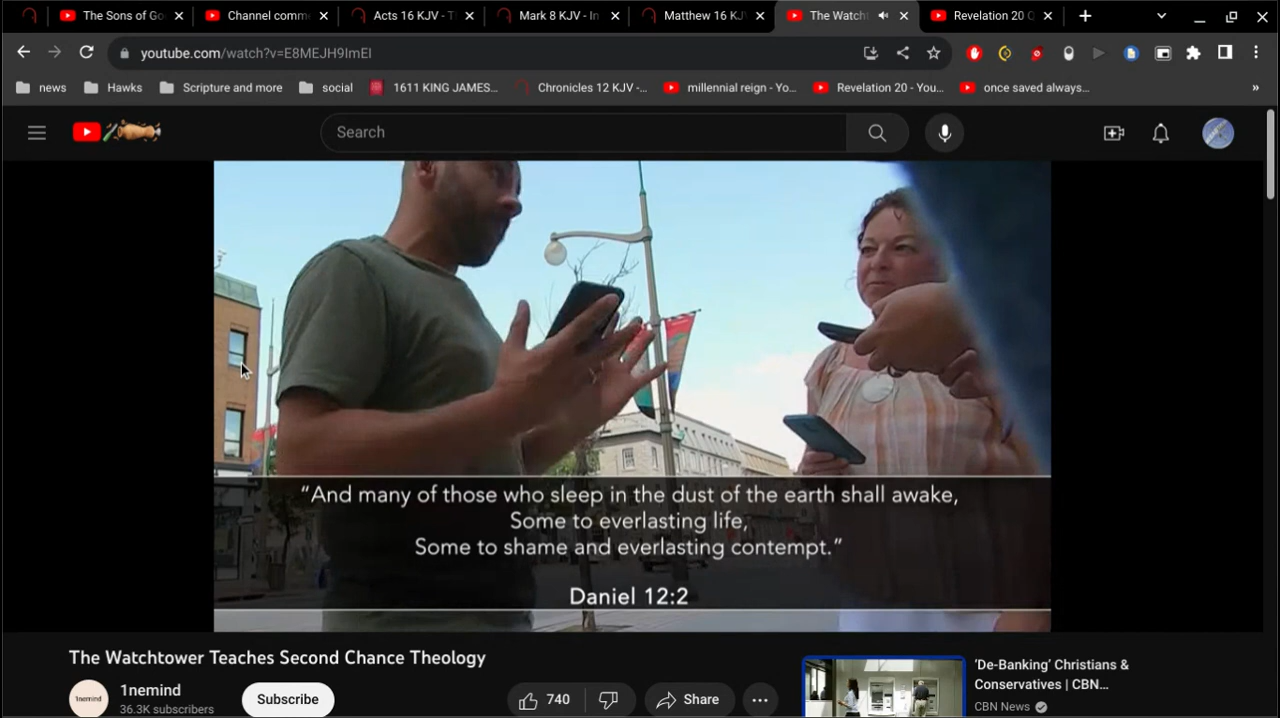 The Sons of Go
Channel comm
Acts 16 KJV - T
Mark 8 KJV - In
Matthew 16 KJ
The Watcht
Revelation 20 Q
youtube.com/watch?v=E8MEJH9ImEI
news
Hawks
Scripture and more
social
1611 KING JAMES...
Chronicles 12 KJV -...
millennial reign - Yo...
Revelation 20 - You...
once saved always...
»
Search
“And many of those who sleep in the dust of the earth shall awake,
Some to everlasting life,
Some to shame and everlasting contempt.”
Daniel 12:2
The Watchtower Teaches Second Chance Theology
1nemind
1nemind
36.3K subscribers
Subscribe
740
Share
'De-Banking' Christians &
Conservatives | CBN...
CBN News